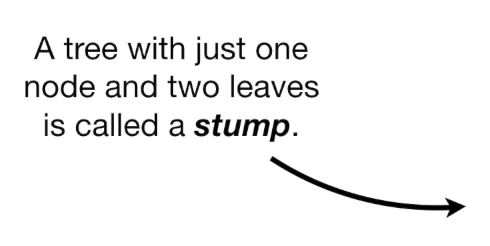 A tree with just one
node and two leaves
is called a stump.